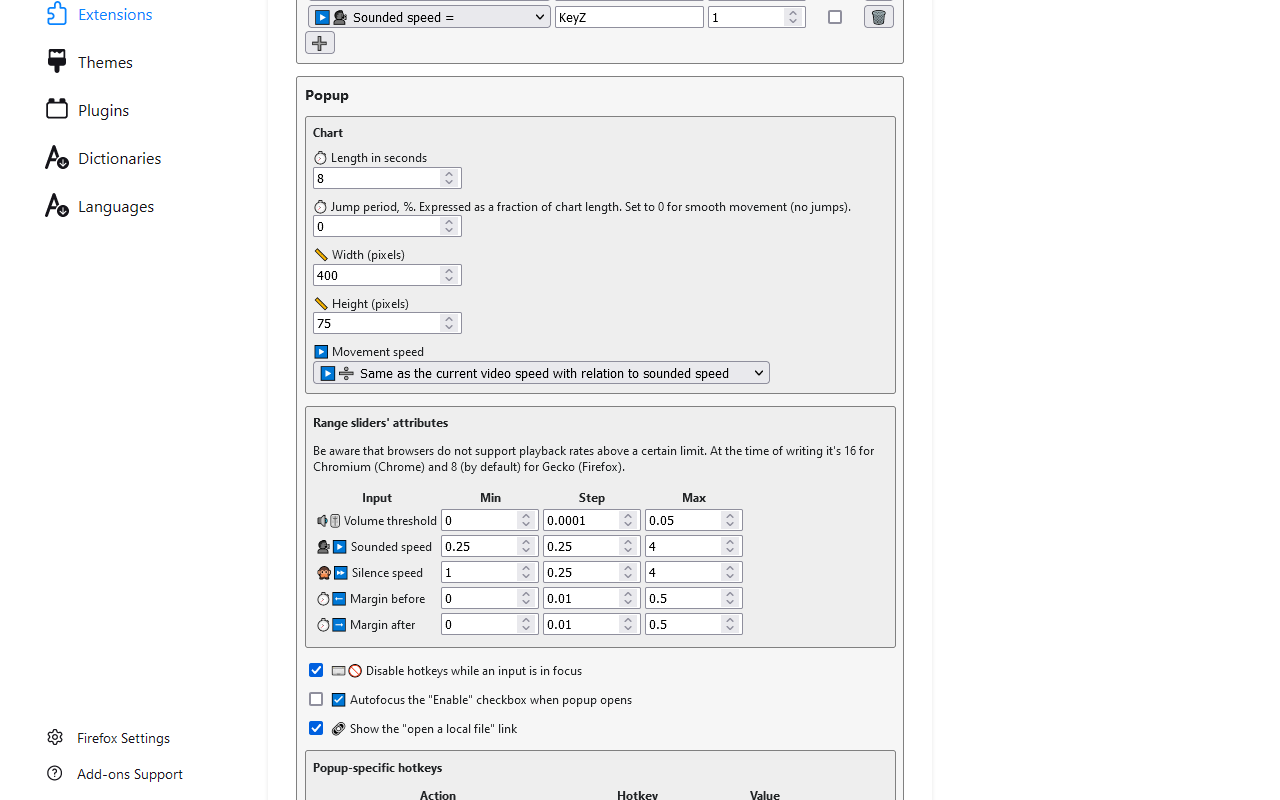 Extensions
Themes
Plugins
Dictionaries
Languages
Firefox Settings
Add-ons Support
Sounded speed = KeyZ 1
Popup
Chart
Length in seconds
8
Jump period, %. Expressed as a fraction of chart length. Set to 0 for smooth movement (no jumps).
0
Width (pixels)
400
Height (pixels)
75
Movement speed
Same as the current video speed with relation to sounded speed
Range sliders' attributes
Be aware that browsers do not support playback rates above a certain limit. At the time of writing it's 16 for
Chromium (Chrome) and 8 (by default) for Gecko (Firefox).
Input Min Step Max
Volume threshold 0 0.0001 0.05
Sounded speed 0.25 0.25 4
Silence speed 1 0.25 4
Margin before 0 0.01 0.5
Margin after 0 0.01 0.5
Disable hotkeys while an input is in focus
Autofocus the "Enable" checkbox when popup opens
Show the "open a local file" link
Popup-specific hotkeys
Action Hotkey Value